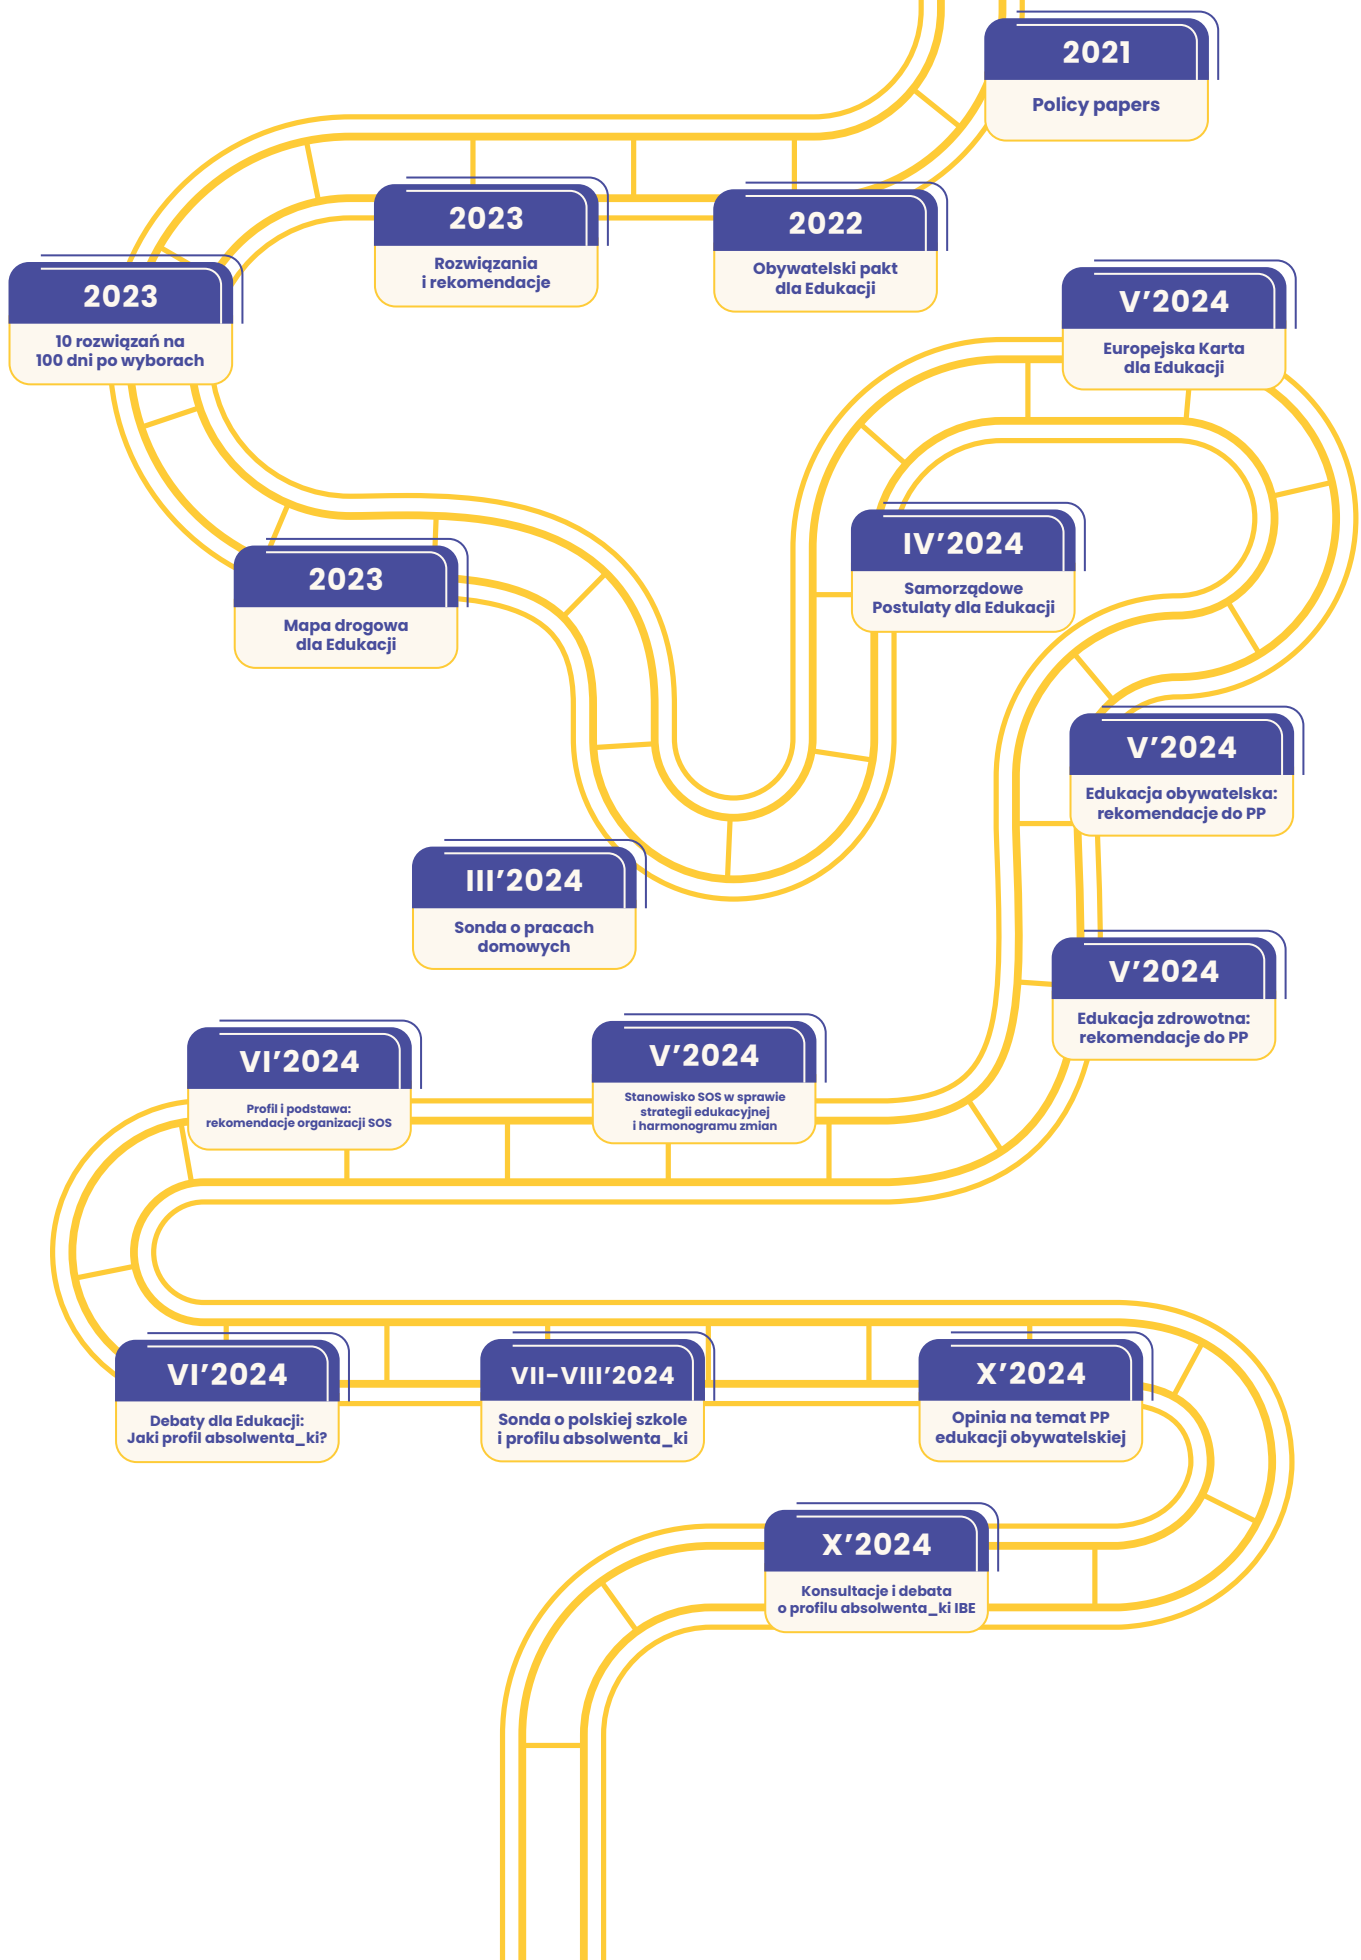 2021
Policy papers
2022
Obywatelski pakt
dla Edukacji
2023
Rozwiązania
i rekomendacje
2023
10 rozwiązań na
100 dni po wyborach
2023
Mapa drogowa
dla Edukacji
III’2024
Sonda o pracach
domowych
IV’2024
Samorządowe
Postulaty dla Edukacji
V’2024
Europejska Karta
dla Edukacji
V’2024
Edukacja obywatelska:
rekomendacje do PP
V’2024
Edukacja zdrowotna:
rekomendacje do PP
V’2024
Stanowisko SOS w sprawie
strategii edukacyjnej
i harmonogramu zmian
VI’2024
Profil i podstawa:
rekomendacje organizacji SOS
VI’2024
Debaty dla Edukacji:
Jaki profil absolwenta_ki?
VII-VIII’2024
Sonda o polskiej szkole
i profilu absolwenta_ki
X’2024
Opinia na temat PP
edukacji obywatelskiej
X’2024
Konsultacje i debata
o profilu absolwenta_ki IBE